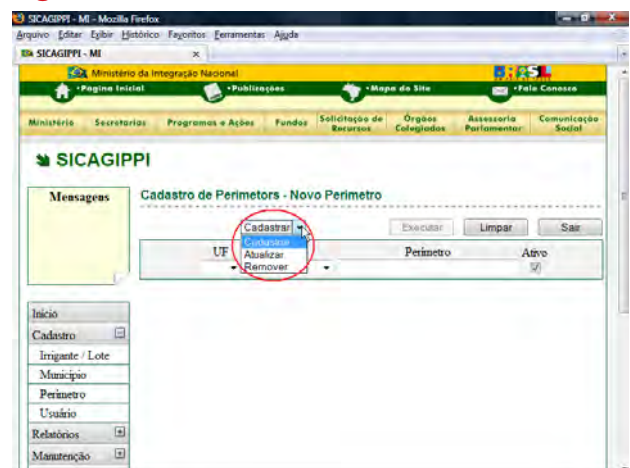 SICAGIPPI - MI - Mozilla Firefox
Arquivo Editar Exibir Histórico Favoritos Ferramentas Ajuda
SICAGIPPI - MI
Ministério da Integração Nacional
•Pagina Inicial •Publicações •Mapa do Site •Fale Conosco
Ministério Secretarias Programas e Ações Fundos Solicitação de Recursos Órgãos Colegiados Assessoria Parlamentar Comunicação Social
SICAGIPPI
Mensagens
Cadastro de Perimetors - Novo Perimetro
Cadastrar Executar Limpar Sair
Cadastrar
Atualizar
Remover
UF Perimetro Ativo
Início
Cadastro
Irrigante / Lote
Município
Perimetro
Usuário
Relatórios
Manutenção